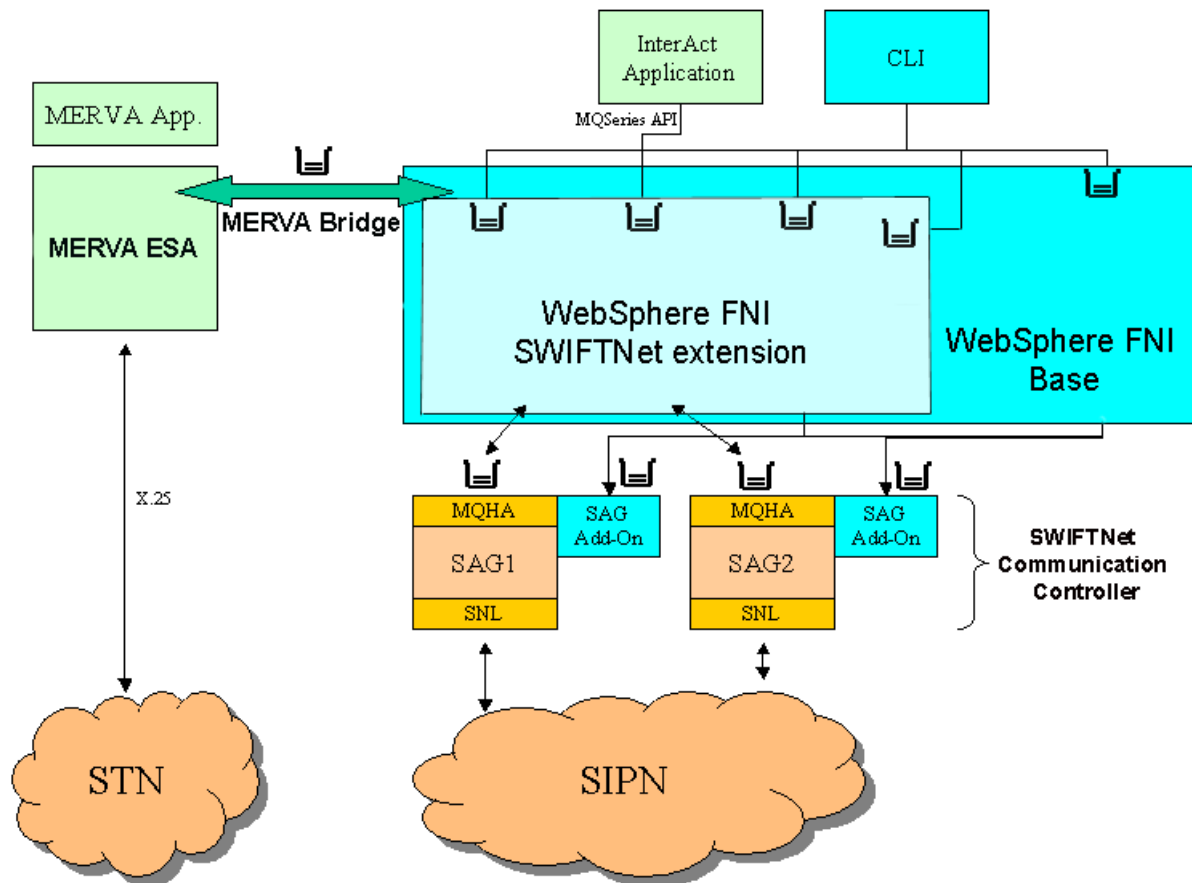 InterAct
Application
CLI
MERVA App.
MQSeries API
MERVA ESA
MERVA Bridge
WebSphere FNI
SWIFTNet extension
WebSphere FNI
Base
X.25
MQHA
SAG
Add-On
SAG1
SNL
MQHA
SAG
Add-On
SAG2
SNL
SWIFTNet
Communication
Controller
STN
SIPN